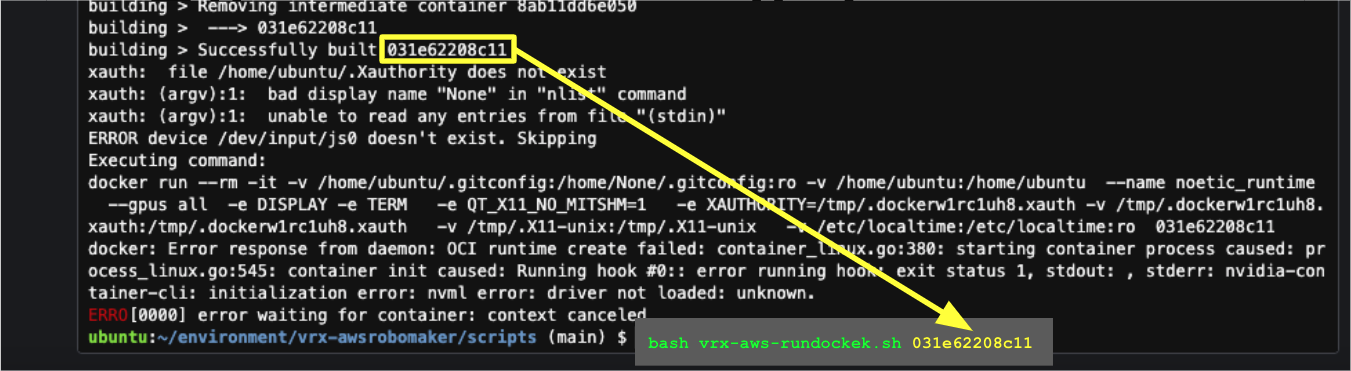 building > Removing intermediate container 8ab11dd6e050
building >  ---> 031e62208c11
building > Successfully built 031e62208c11
xauth:  file /home/ubuntu/.Xauthority does not exist
xauth: (argv):1:  bad display name "None" in "nlist" command
xauth: (argv):1:  unable to read any entries from file "(stdin)"
ERROR device /dev/input/js0 doesn't exist. Skipping
Executing command:
docker run --rm -it -v /home/ubuntu/.gitconfig:/home/None/.gitconfig:ro -v /home/ubuntu:/home/ubuntu  --name noetic_runtime
--gpus all  -e DISPLAY -e TERM   -e QT_X11_NO_MITSHM=1   -e XAUTHORITY=/tmp/.dockerw1rc1uh8.xauth -v /tmp/.dockerw1rc1uh8.
xauth:/tmp/.dockerw1rc1uh8.xauth   -v /tmp/.X11-unix:/tmp/.X11-unix   -v /etc/localtime:/etc/localtime:ro  031e62208c11
docker: Error response from daemon: OCI runtime create failed: container_linux.go:380: starting container process caused: pr
ocess_linux.go:545: container init caused: Running hook #0:: error running hook: exit status 1, stdout: , stderr: nvidia-con
tainer-cli: initialization error: nvml error: driver not loaded: unknown.
ERRO[0000] error waiting for container: context canceled
ubuntu:~/environment/vrx-awsrobomaker/scripts (main) $
bash vrx-aws-rundockek.sh 031e62208c11